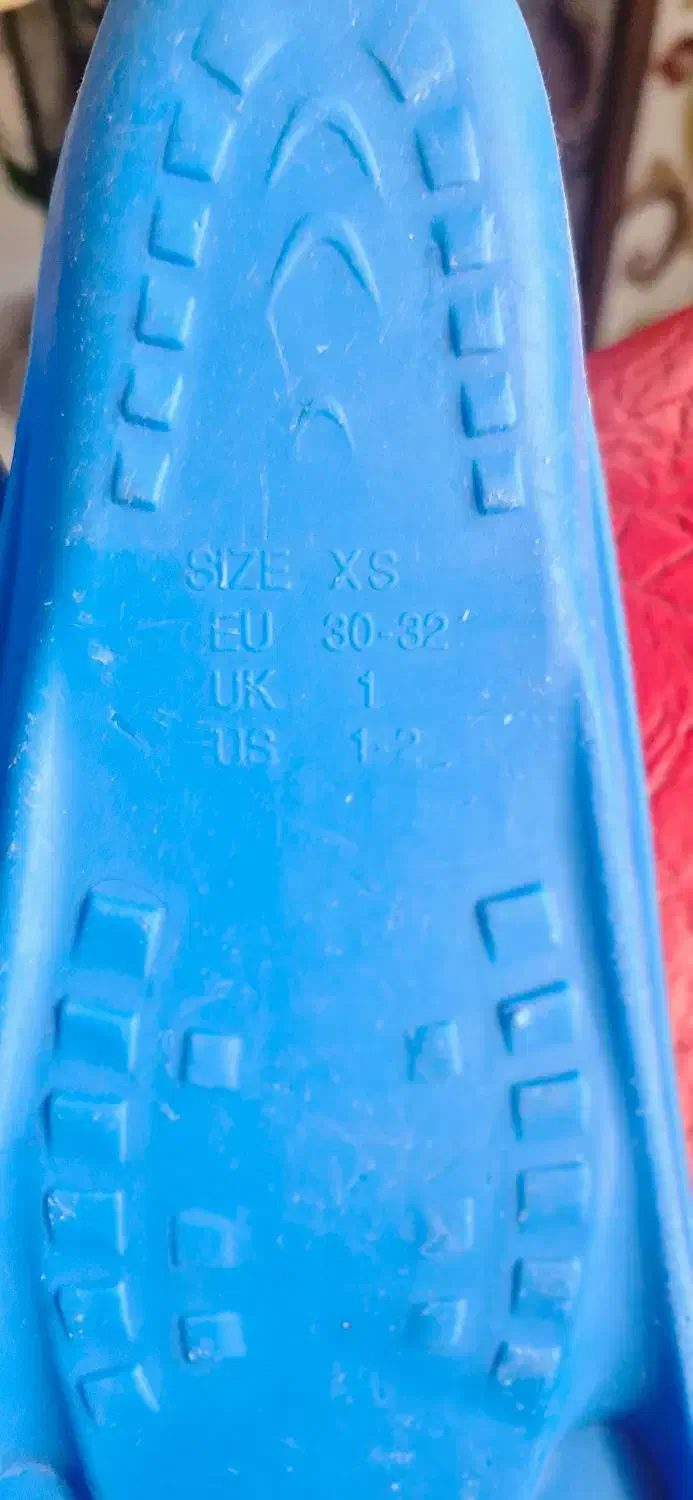 SIZE XS
EU 30-32
UK 1
US 1-2